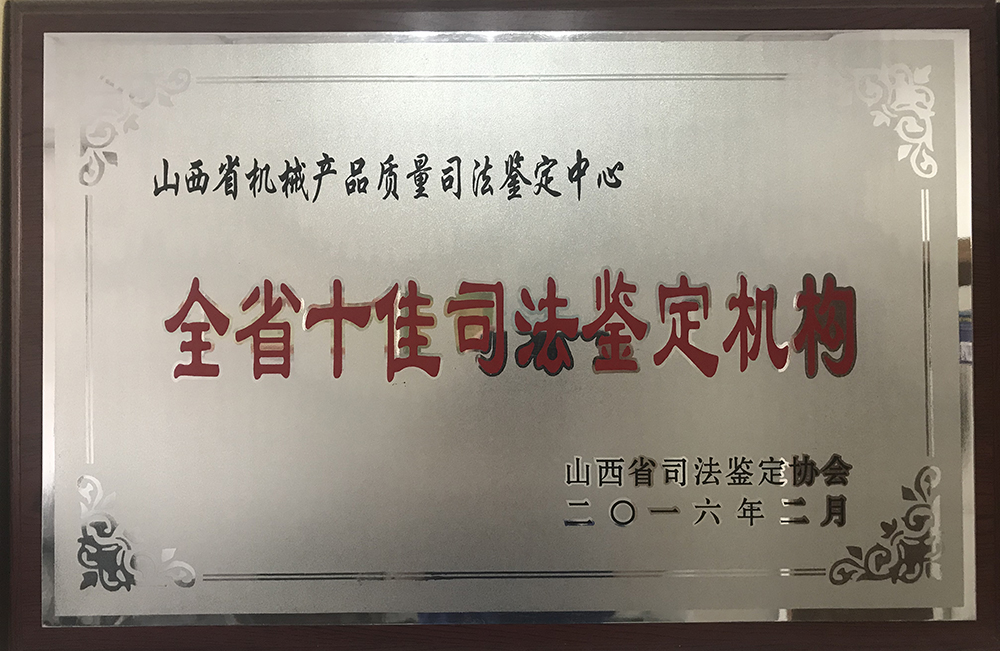 山西省机械产品质量司法鉴定中心
全省十佳司法鉴定机构
山西省司法鉴定协会
二〇一六年二月